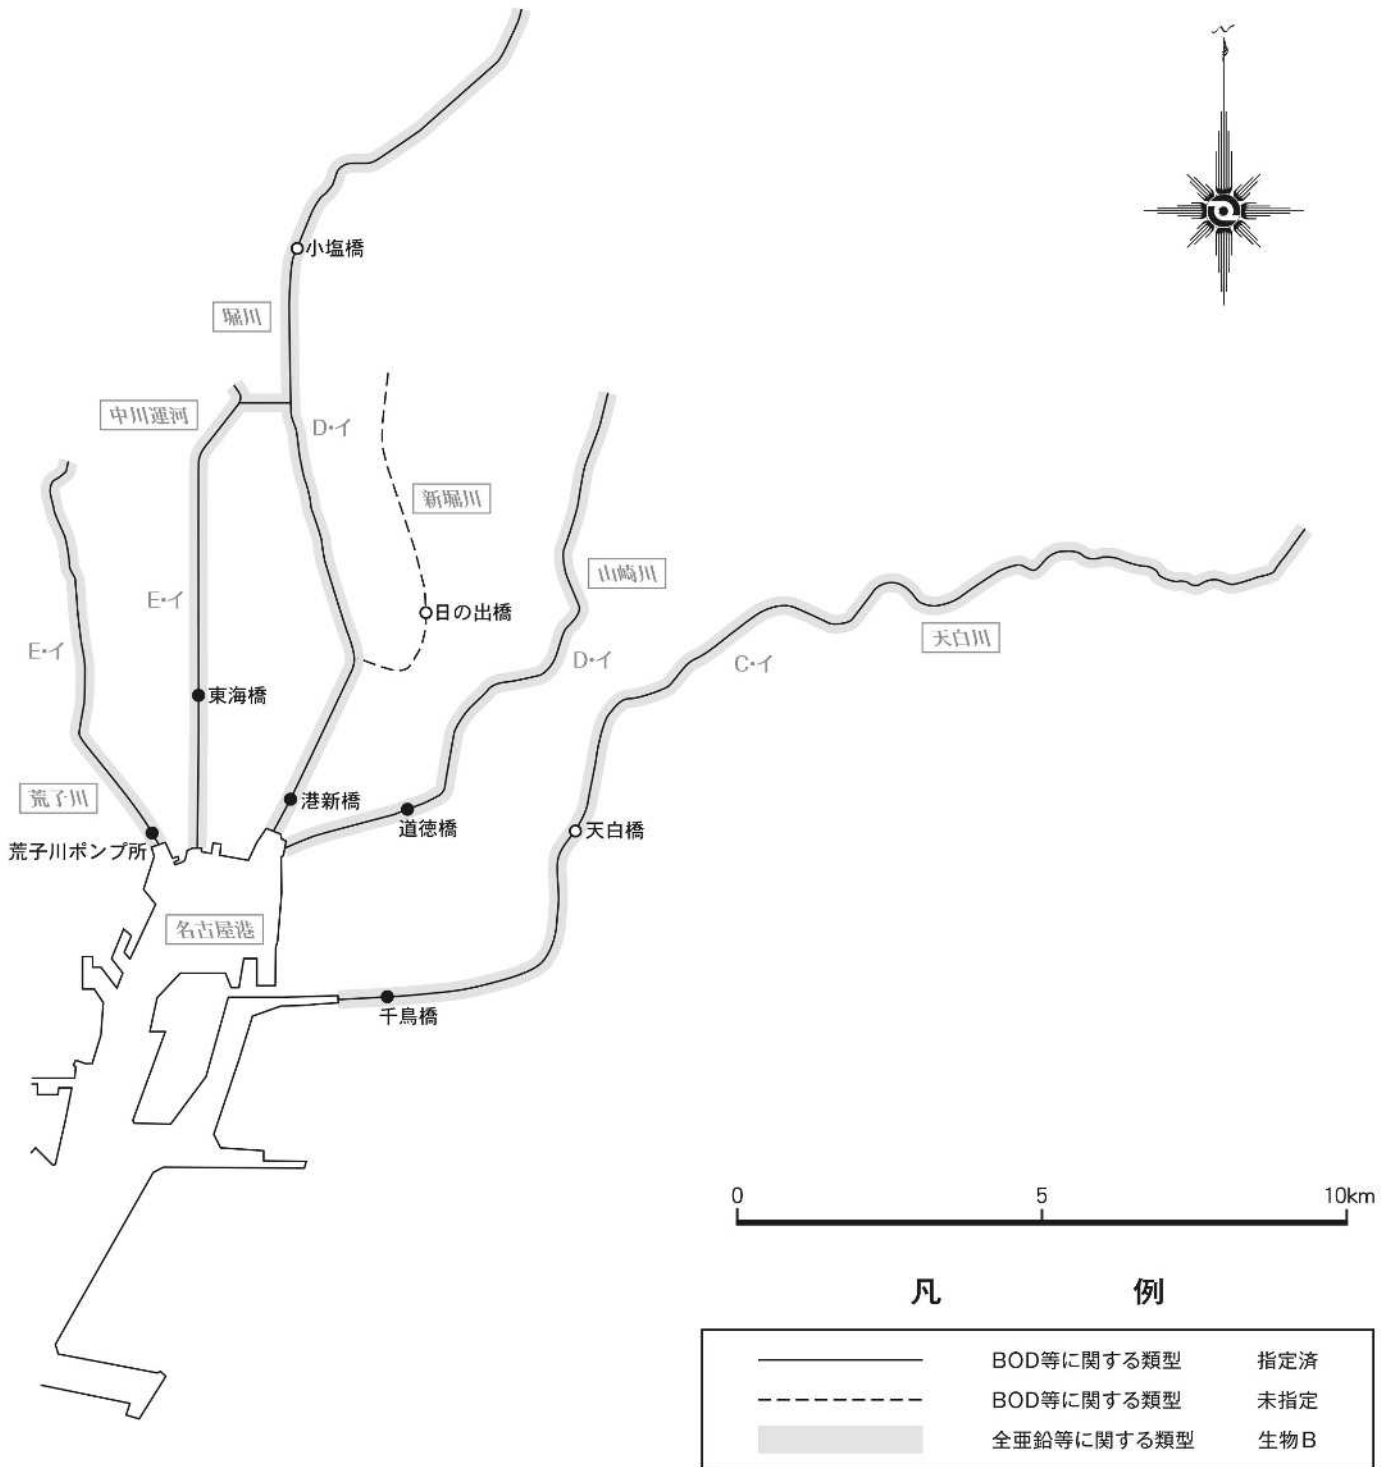 N
小塩橋
堀川
中川運河
D・イ
新堀川
山崎川
E・イ
日の出橋
天白川
E・イ
D・イ
C・イ
東海橋
荒子川
港新橋
道徳橋
天白橋
荒子川ポンプ所
名古屋港
千鳥橋
0 5 10km
凡 例
BOD等に関する類型 指定済
BOD等に関する類型 未指定
全亜鉛等に関する類型 生物B